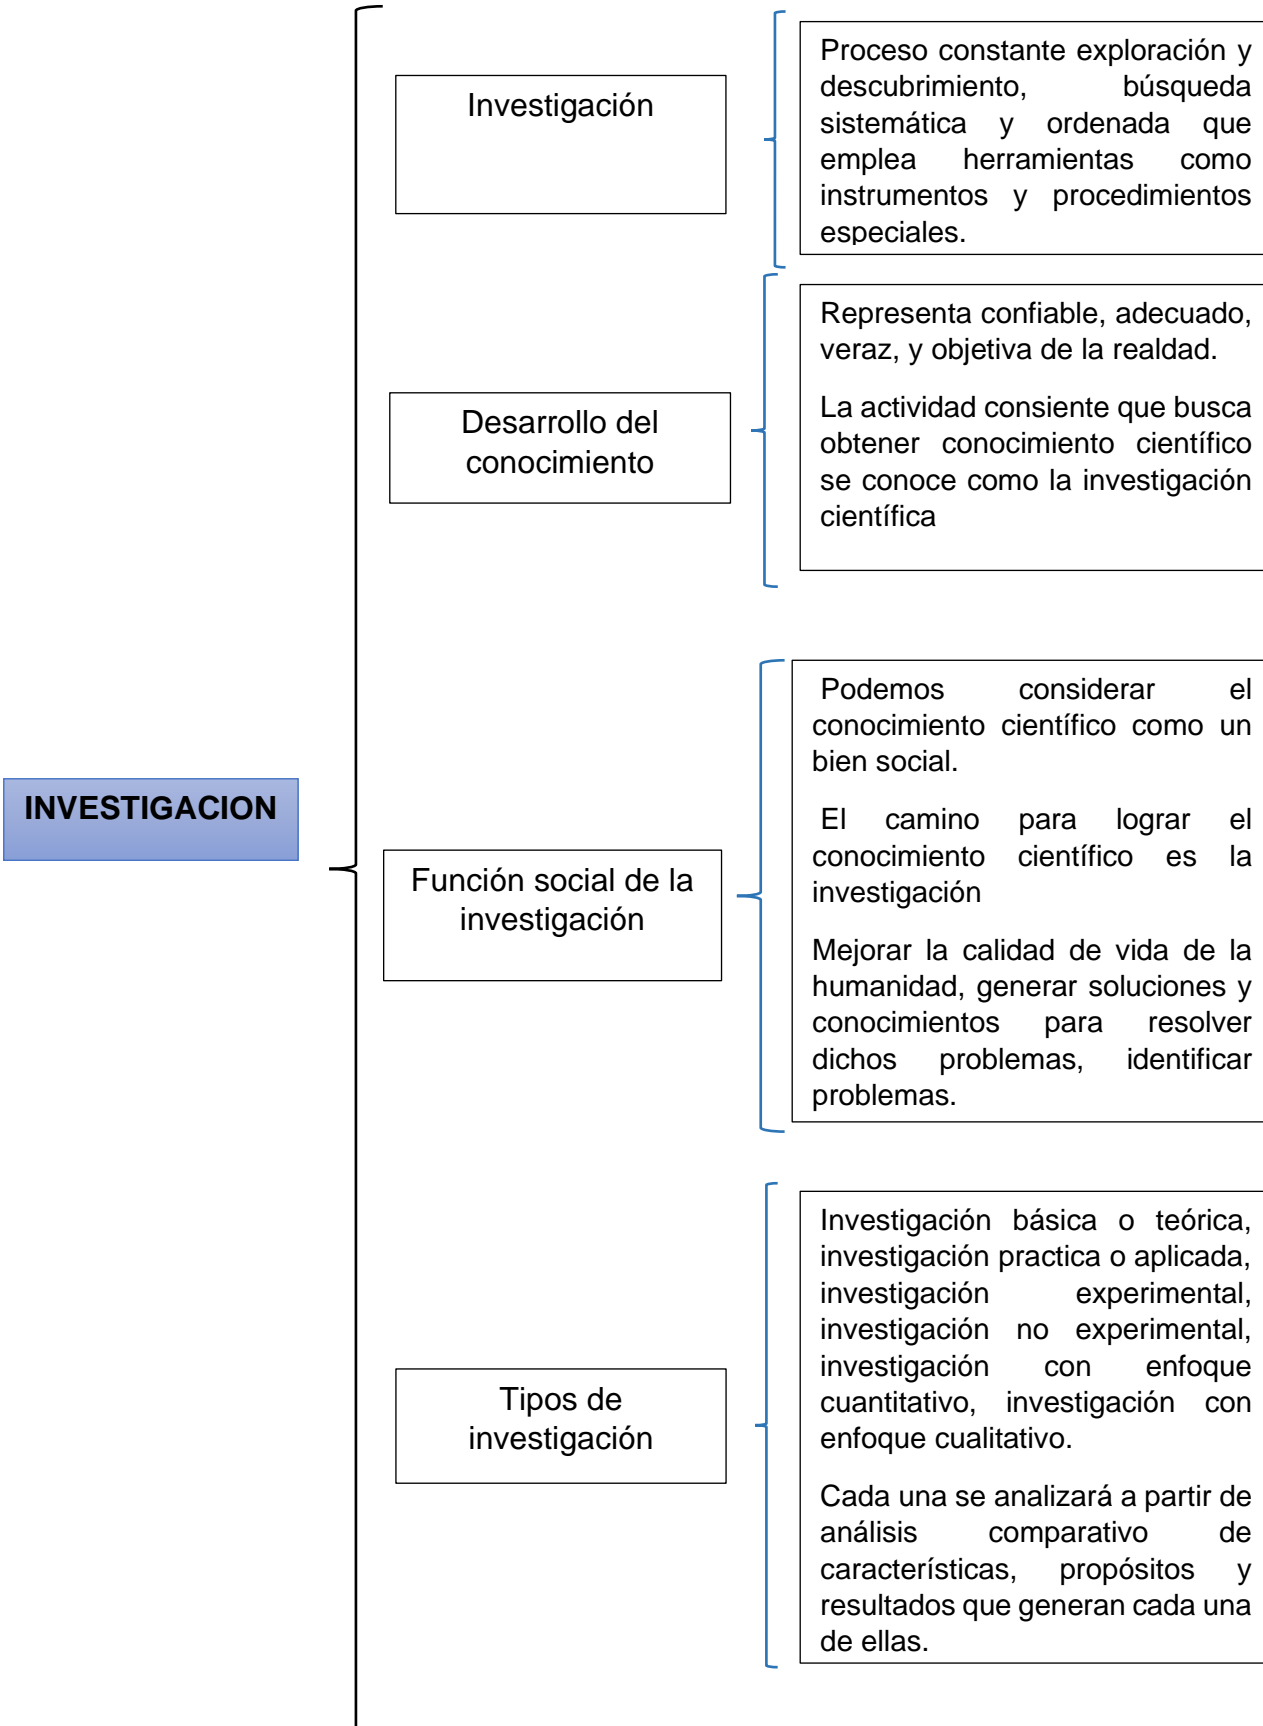 Investigación
Proceso constante exploración y
descubrimiento, búsqueda
sistemática y ordenada que
emplea herramientas como
instrumentos y procedimientos
especiales.
Desarrollo del
conocimiento
Representa confiable, adecuado,
veraz, y objetiva de la realdad.
La actividad consiente que busca
obtener conocimiento científico
se conoce como la investigación
científica
INVESTIGACION
Función social de la
investigación
Podemos considerar el
conocimiento científico como un
bien social.
El camino para lograr el
conocimiento científico es la
investigación
Mejorar la calidad de vida de la
humanidad, generar soluciones y
conocimientos para resolver
dichos problemas, identificar
problemas.
Tipos de
investigación
Investigación básica o teórica,
investigación practica o aplicada,
investigación experimental,
investigación no experimental,
investigación con enfoque
cuantitativo, investigación con
enfoque cualitativo.
Cada una se analizará a partir de
análisis comparativo de
características, propósitos y
resultados que generan cada una
de ellas.